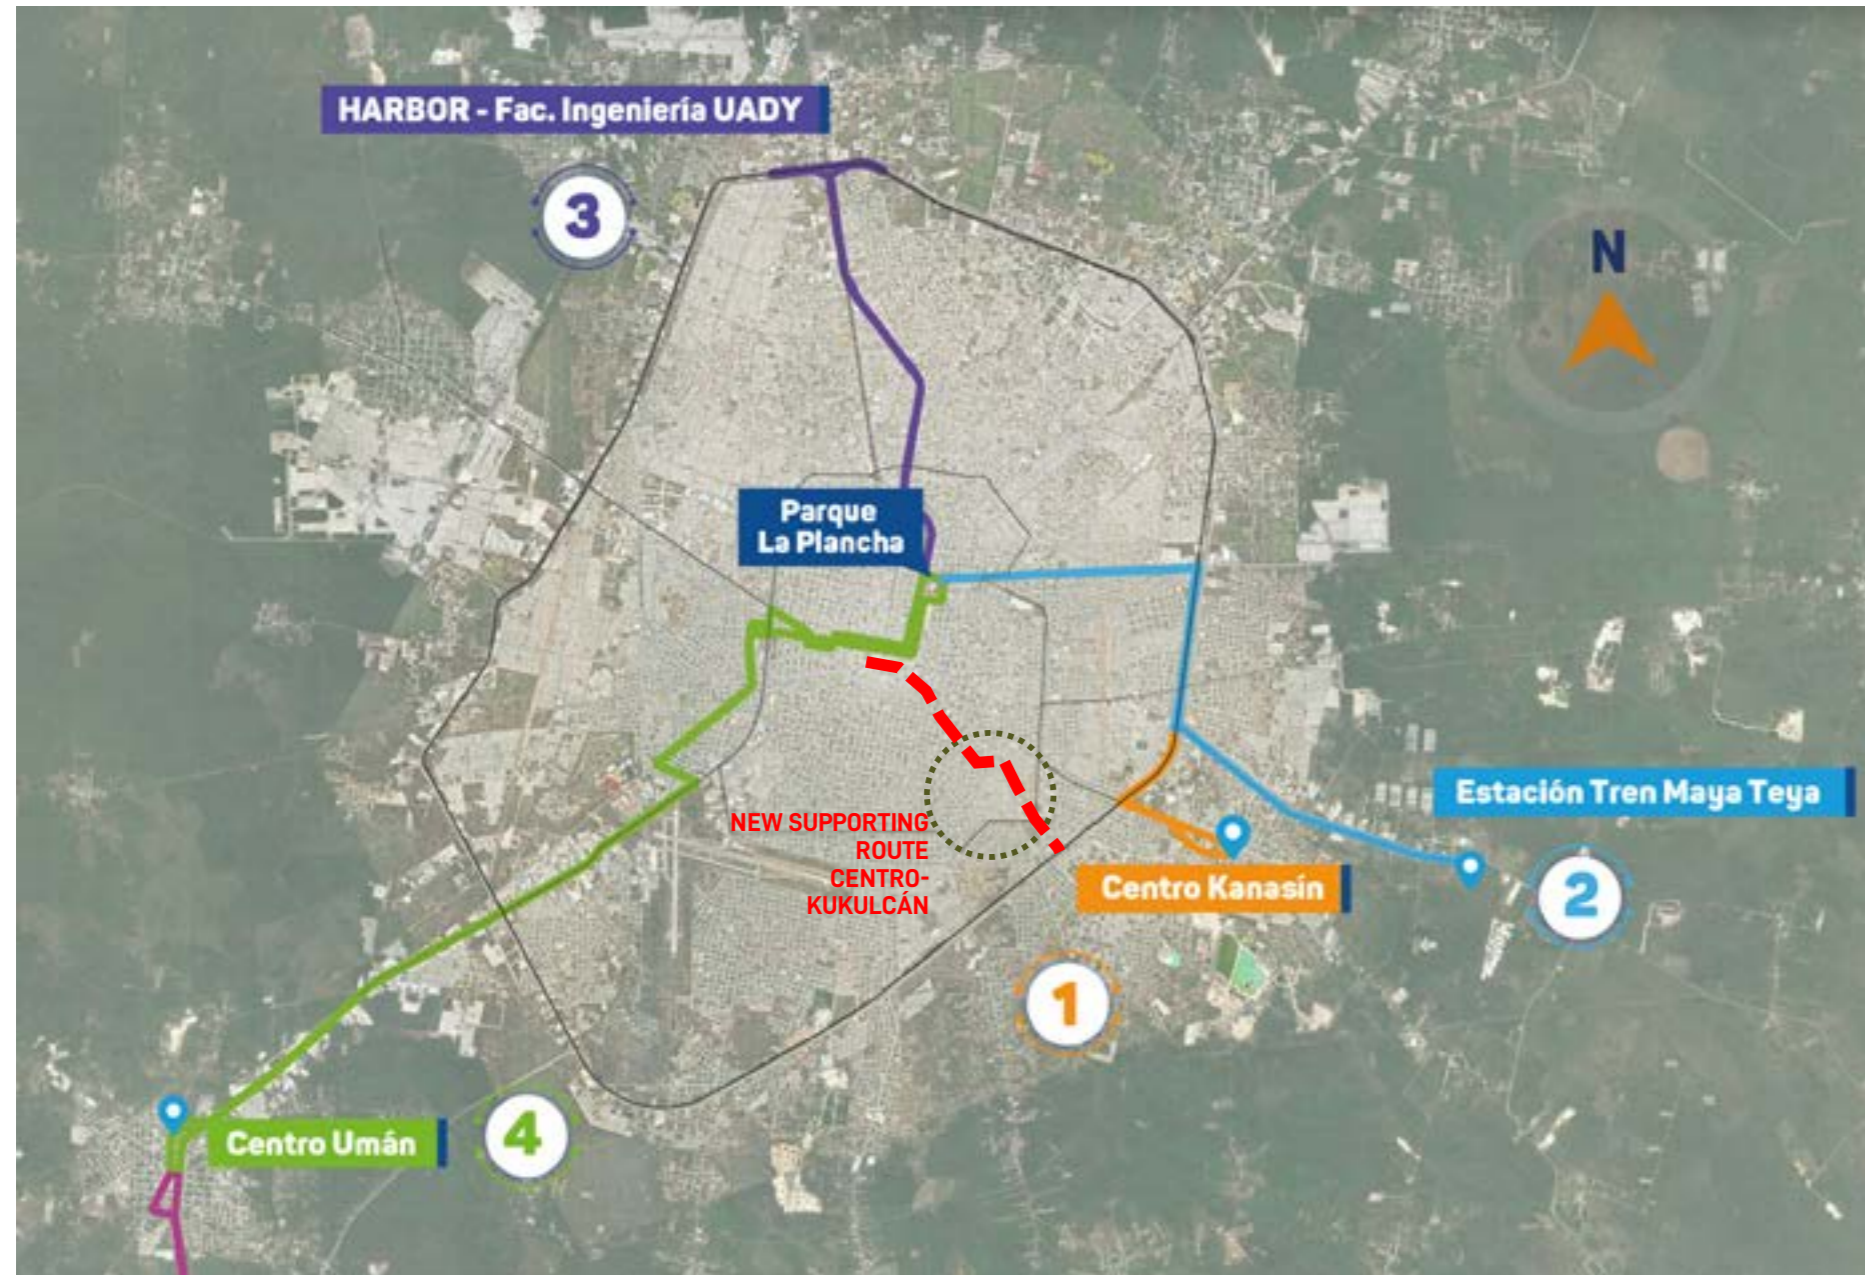 HARBOR - Fac. Ingeniería UADY
3
N
Parque
La Plancha
Estación Tren Maya Teya
NEW SUPPORTING
ROUTE
CENTRO-
KUKULCÁN
Centro Kanasín
2
1
Centro Umán
4